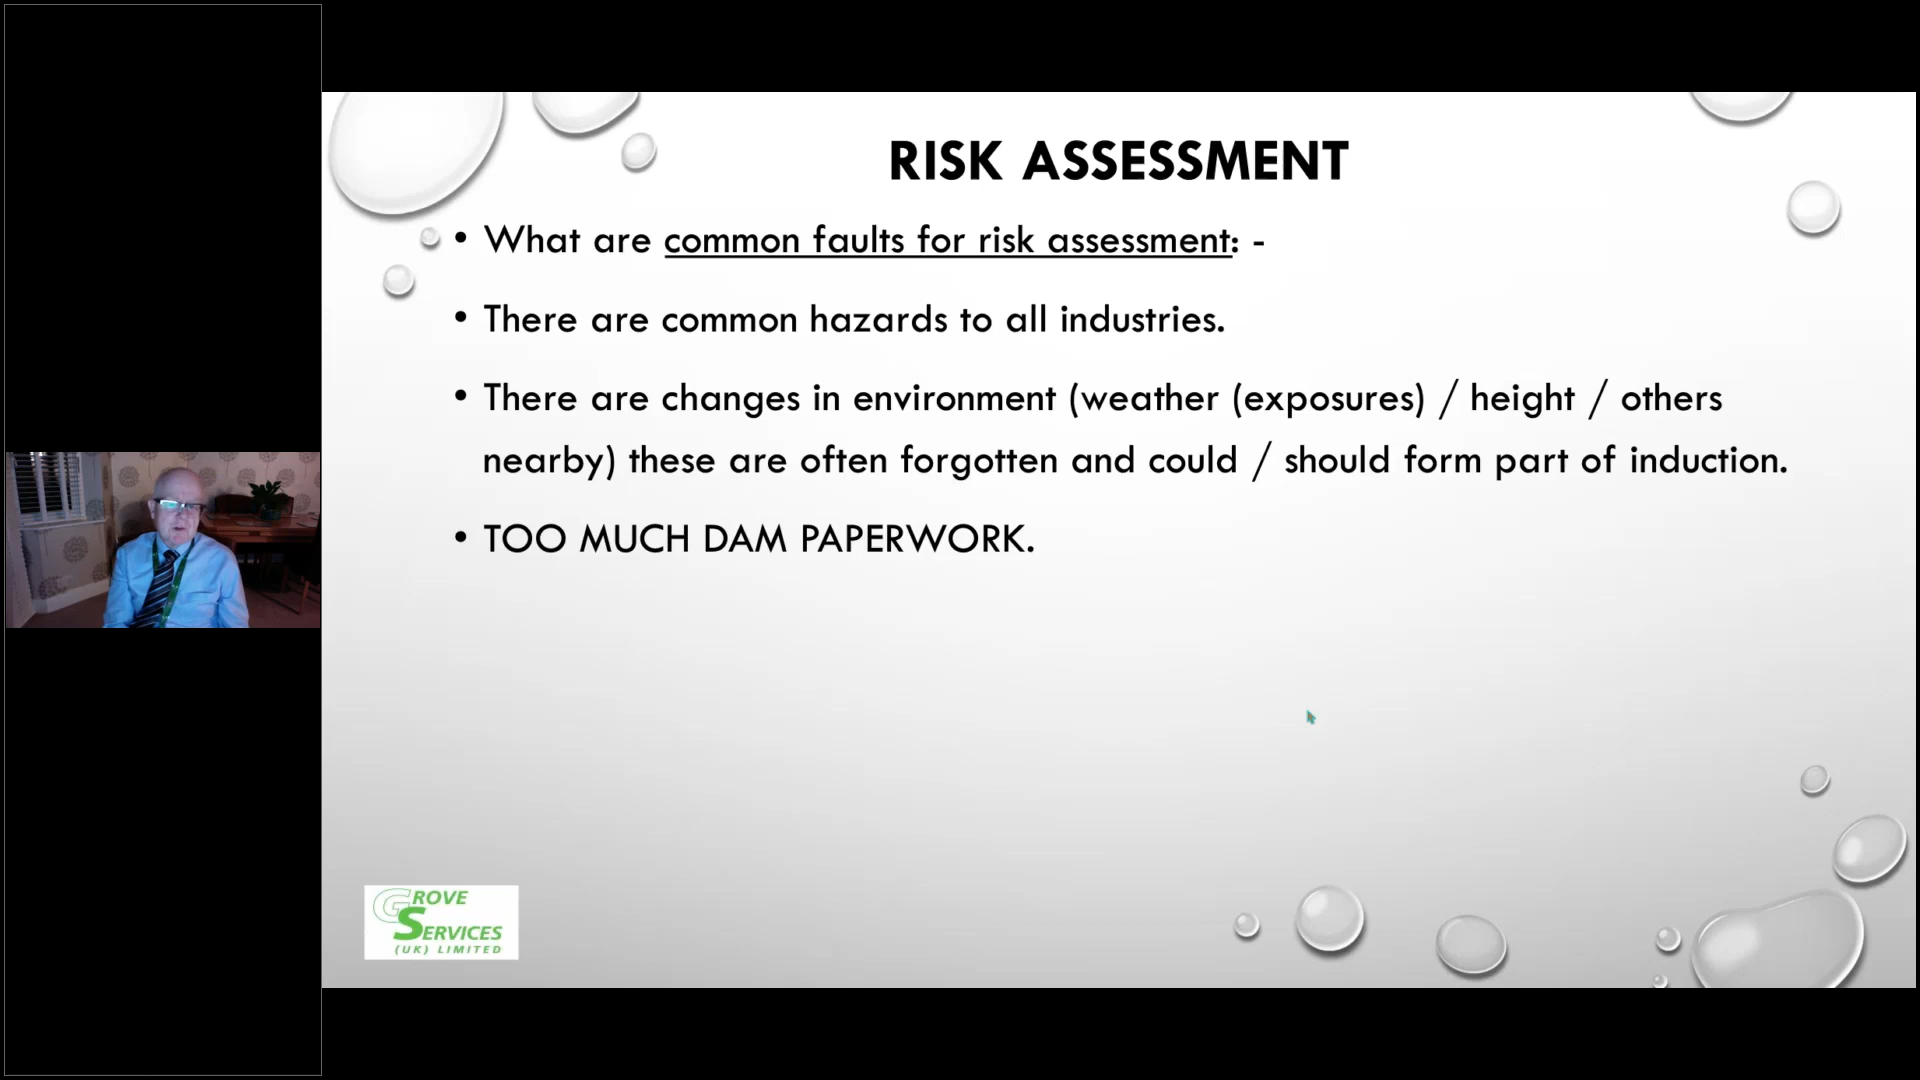 RISK ASSESSMENT
• What are common faults for risk assessment: -
• There are common hazards to all industries.
• There are changes in environment (weather (exposures) / height / others
nearby) these are often forgotten and could / should form part of induction.
• TOO MUCH DAM PAPERWORK.
GROVE
SERVICES
(UK) LIMITED